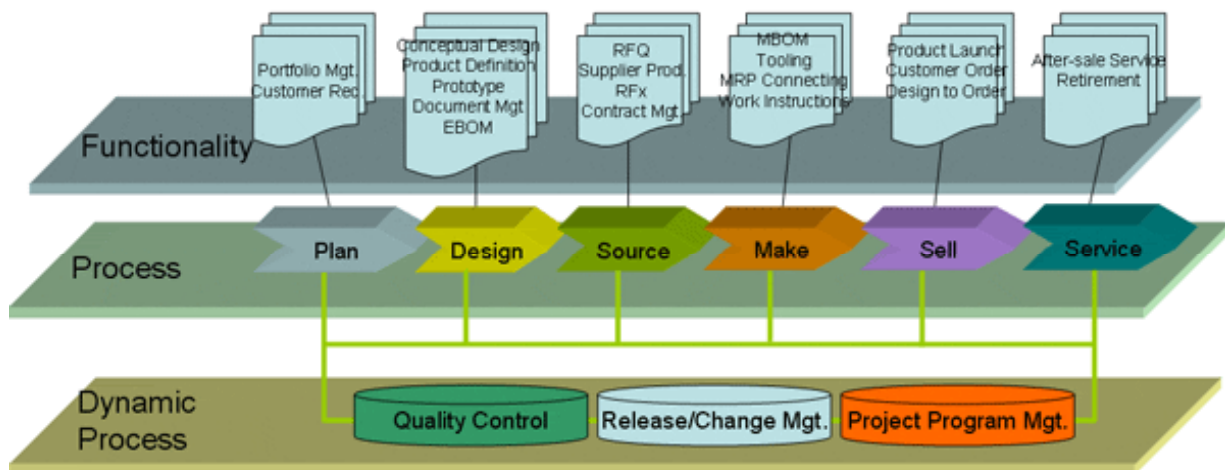 Portfolio Mgt.
Customer Req.
Conceptual Design
Product Definition
Prototype
Document Mgt
EBOM
RFQ
Supplier Prod.
RFx
Contract Mgt.
MBOM
Tooling
MRP Connecting
Work Instructions
Product Launch
Customer Order
Design to Order
After-sale Service
Retirement
Functionality
Process
Plan
Design
Source
Make
Sell
Service
Dynamic
Process
Quality Control
Release/Change Mgt.
Project Program Mgt.